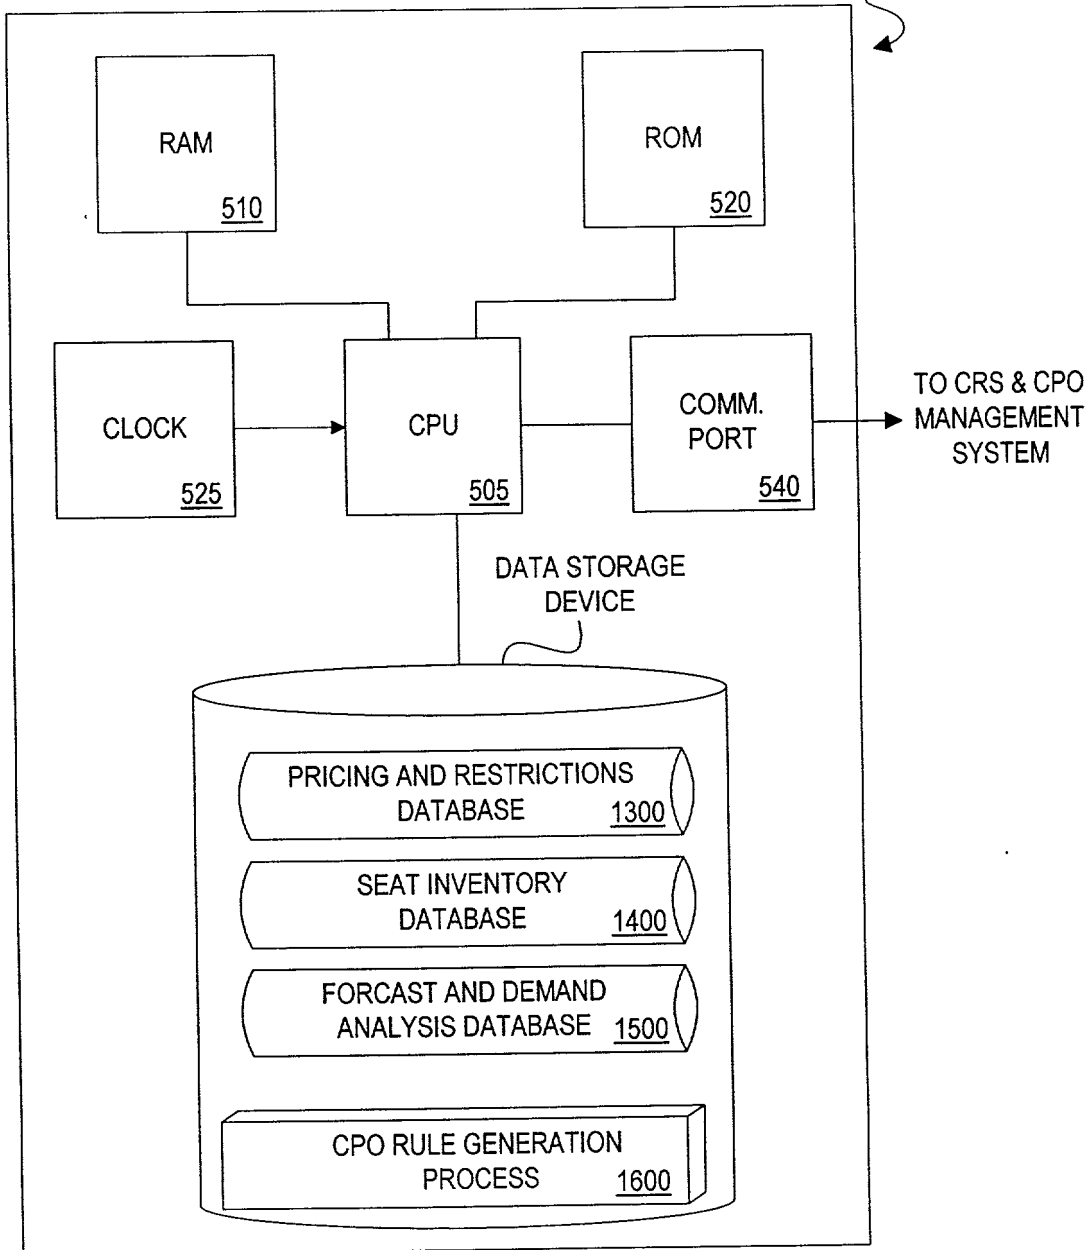 RAM
510
ROM
520
CLOCK
525
CPU
505
COMM.
PORT
540
TO CRS & CPO
MANAGEMENT
SYSTEM
DATA STORAGE
DEVICE
PRICING AND RESTRICTIONS
DATABASE 1300
SEAT INVENTORY
DATABASE 1400
FORCAST AND DEMAND
ANALYSIS DATABASE 1500
CPO RULE GENERATION
PROCESS 1600